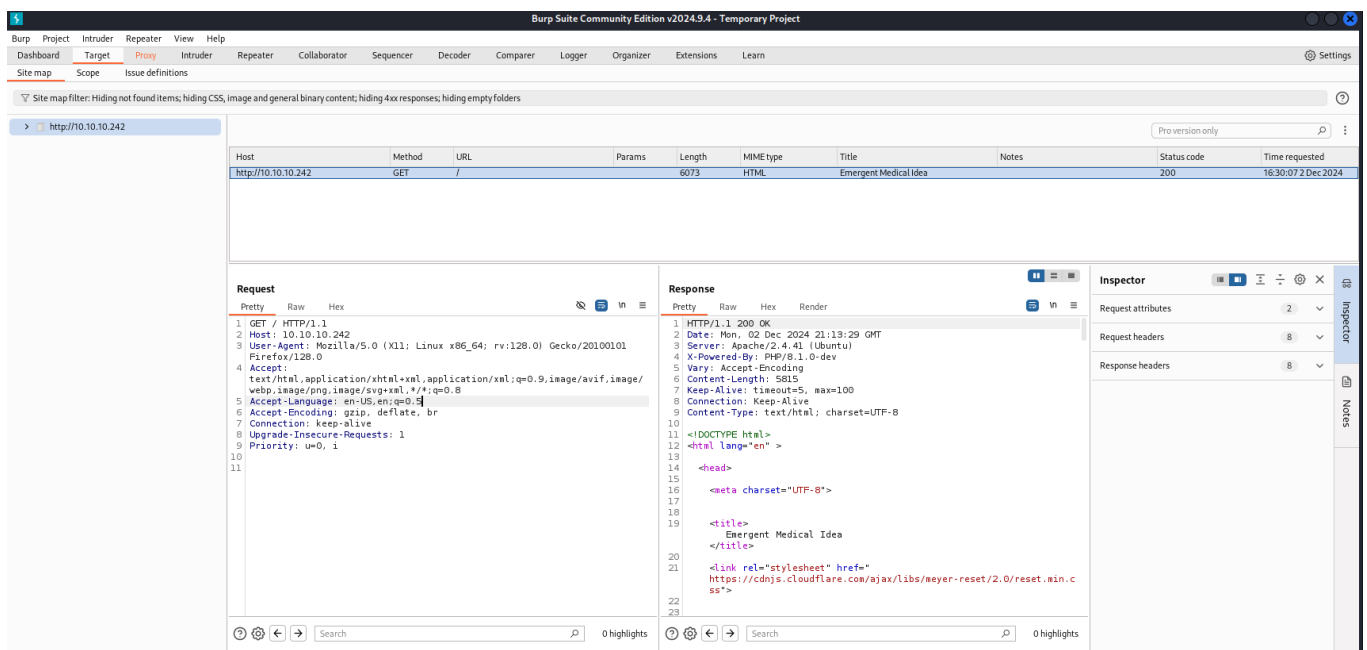 Burp Suite Community Edition v2024.9.4 - Temporary Project
Burp Project Intruder Repeater View Help
Dashboard Target Proxy Intruder Repeater Collaborator Sequencer Decoder Comparer Logger Organizer Extensions Learn Settings
Site map Scope Issue definitions
Site map filter: Hiding not found items; hiding CSS, image and general binary content; hiding 4xx responses; hiding empty folders
http://10.10.10.242
Pro version only
Host Method URL Params Length MIME type Title Notes Status code Time requested
http://10.10.10.242 GET / 6073 HTML Emergent Medical Idea 200 16:30:07 2 Dec 2024
Request
Pretty Raw Hex
\n
1 GET / HTTP/1.1
2 Host: 10.10.10.242
3 User-Agent: Mozilla/5.0 (X11; Linux x86_64; rv:128.0) Gecko/20100101
Firefox/128.0
4 Accept:
text/html,application/xhtml+xml,application/xml;q=0.9,image/avif,image/
webp,image/png,image/svg+xml,*/*;q=0.8
5 Accept-Language: en-US,en;q=0.5
6 Accept-Encoding: gzip, deflate, br
7 Connection: keep-alive
8 Upgrade-Insecure-Requests: 1
9 Priority: u=0, i
10
11
Search 0 highlights
Response
Pretty Raw Hex Render
\n
1 HTTP/1.1 200 OK
2 Date: Mon, 02 Dec 2024 21:13:29 GMT
3 Server: Apache/2.4.41 (Ubuntu)
4 X-Powered-By: PHP/8.1.0-dev
5 Vary: Accept-Encoding
6 Content-Length: 5815
7 Keep-Alive: timeout=5, max=100
8 Connection: Keep-Alive
9 Content-Type: text/html; charset=UTF-8
10
11 <!DOCTYPE html>
12 <html lang="en" >
13
14 <head>
15
16 <meta charset="UTF-8">
17
18
19 <title>
Emergent Medical Idea
</title>
20
21 <link rel="stylesheet" href="
https://cdnjs.cloudflare.com/ajax/libs/meyer-reset/2.0/reset.min.c
ss">
22
23
Search 0 highlights
Inspector
Request attributes 2
Request headers 8
Response headers 8
Inspector
Notes